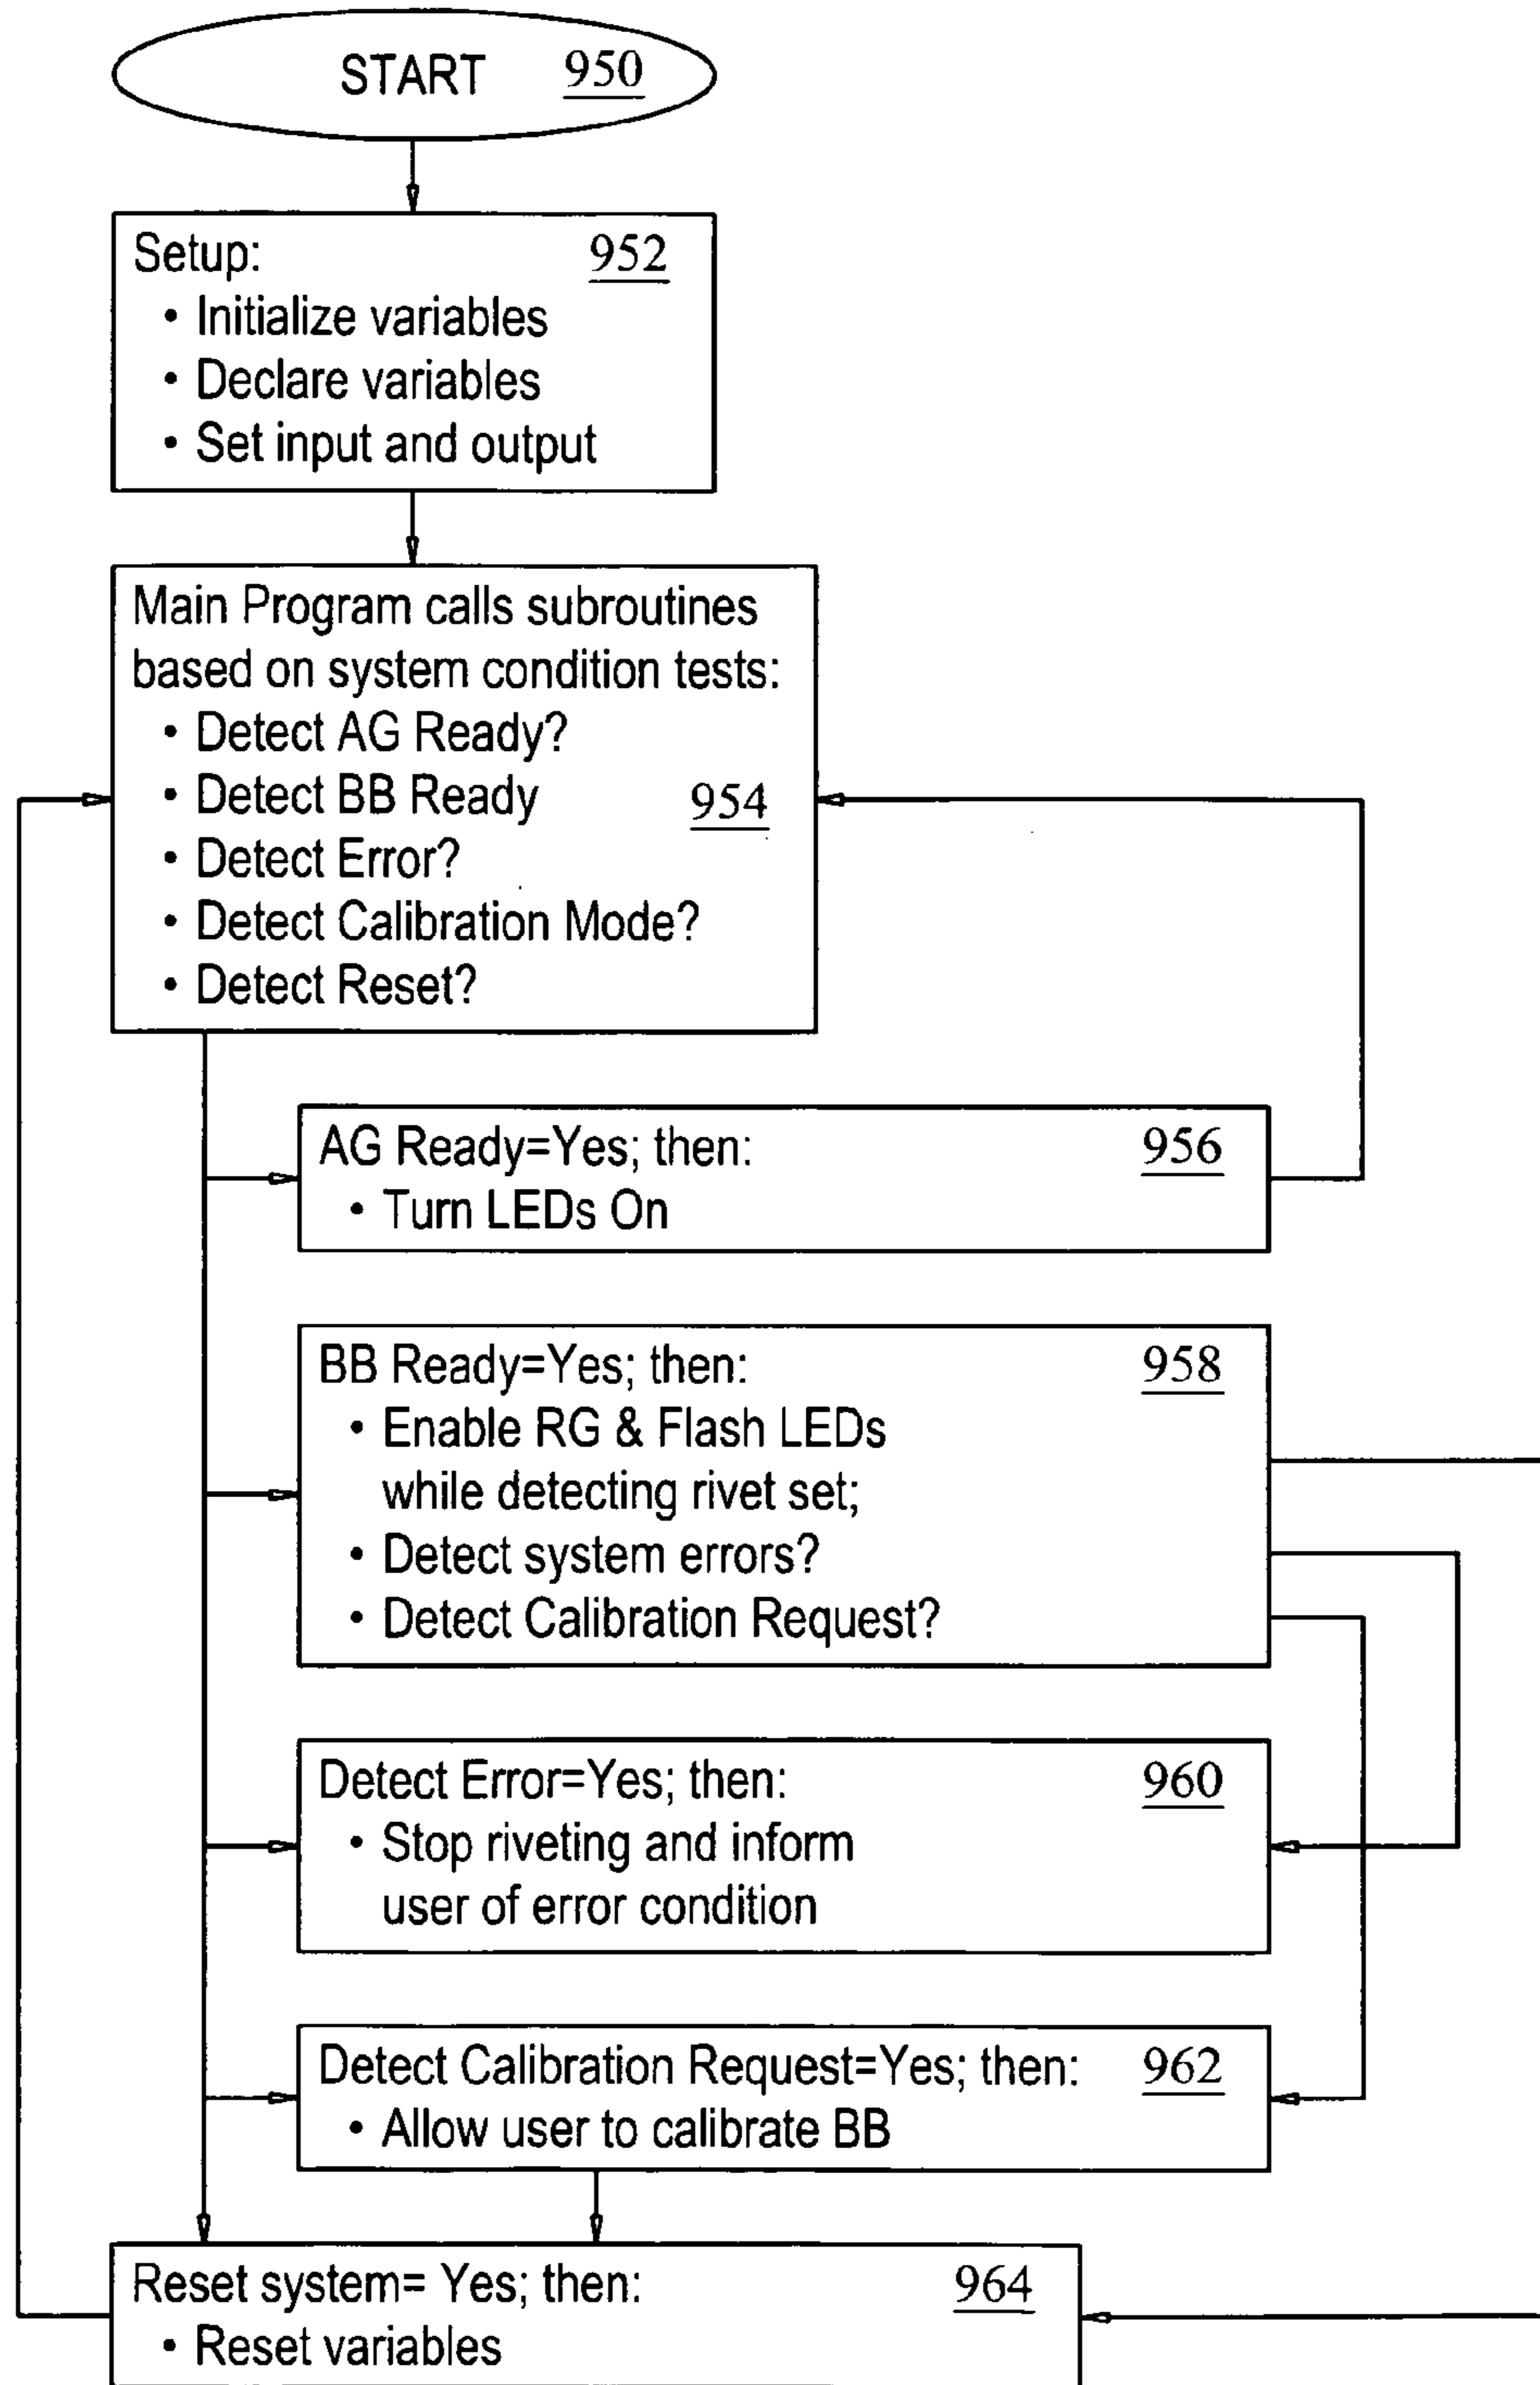 START 950
Setup: 952
• Initialize variables
• Declare variables
• Set input and output
Main Program calls subroutines
based on system condition tests:
• Detect AG Ready?
• Detect BB Ready 954
• Detect Error?
• Detect Calibration Mode?
• Detect Reset?
AG Ready=Yes; then: 956
• Turn LEDs On
BB Ready=Yes; then: 958
• Enable RG & Flash LEDs
while detecting rivet set;
• Detect system errors?
• Detect Calibration Request?
Detect Error=Yes; then: 960
• Stop riveting and inform
user of error condition
Detect Calibration Request=Yes; then: 962
• Allow user to calibrate BB
Reset system= Yes; then: 964
• Reset variables